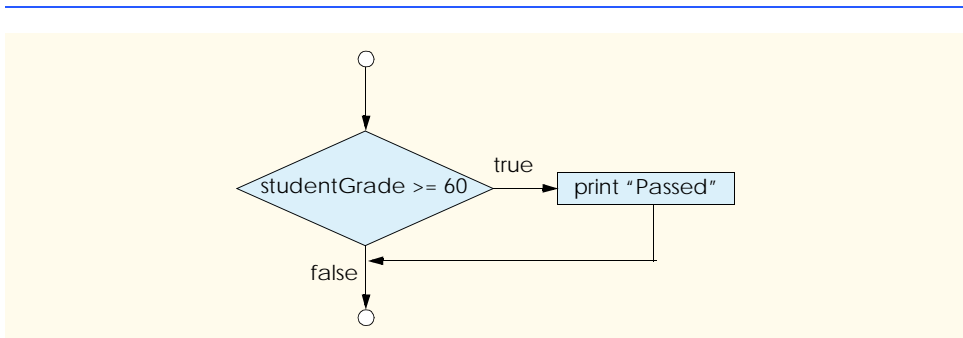 true
studentGrade >= 60
print “Passed”
false